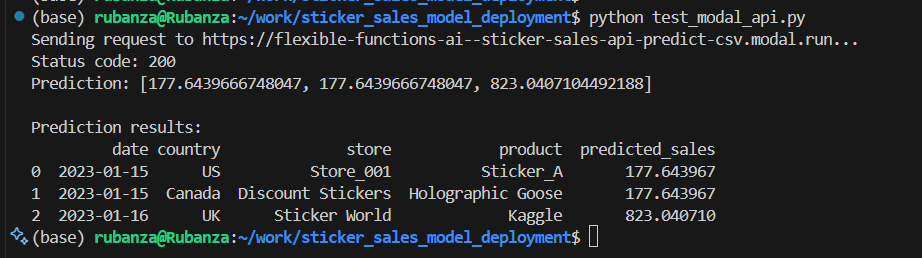 (base) rubanza@Rubanza:~/work/sticker_sales_model_deployment$ python test_modal_api.py
Sending request to https://flexible-functions-ai--sticker-sales-api-predict-csv.modal.run...
Status code: 200
Prediction: [177.6439666748047, 177.6439666748047, 823.0407104492188]
Prediction results:
date country store product predicted_sales
0 2023-01-15 US Store_001 Sticker_A 177.643967
1 2023-01-15 Canada Discount Stickers Holographic Goose 177.643967
2 2023-01-16 UK Sticker World Kaggle 823.040710
(base) rubanza@Rubanza:~/work/sticker_sales_model_deployment$